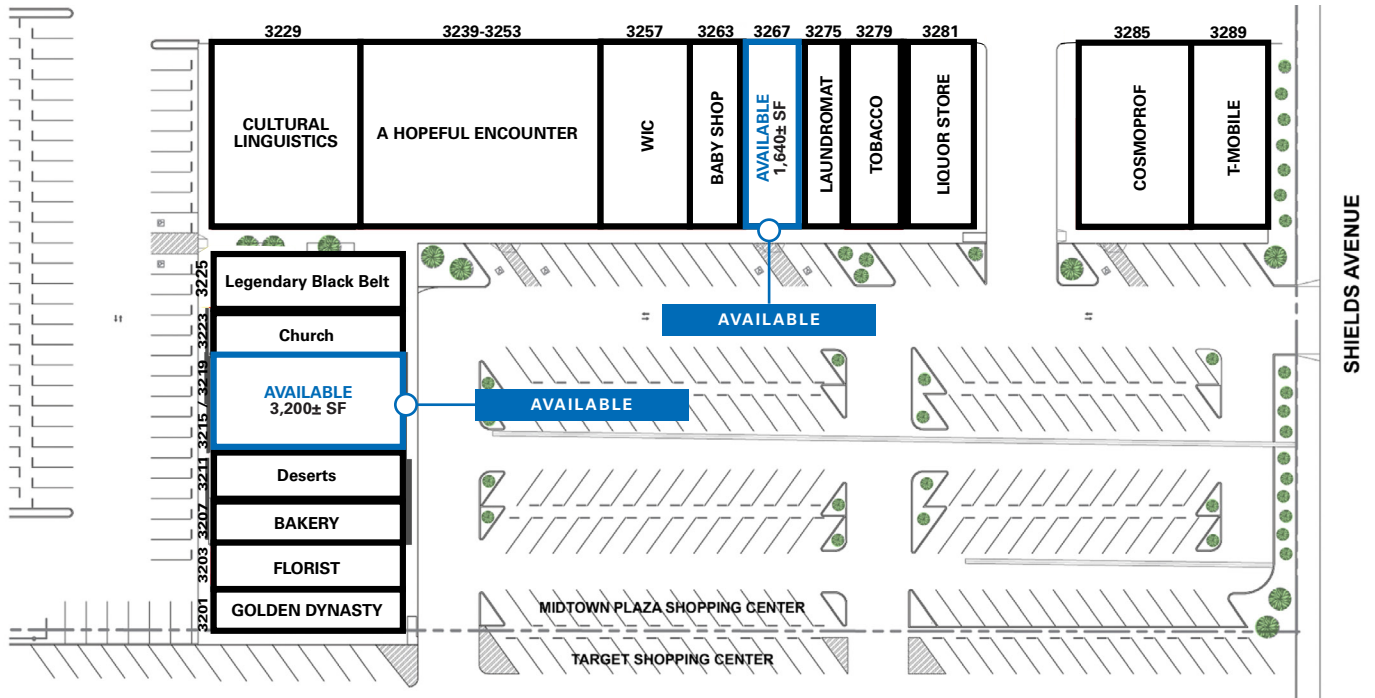 3229
3239-3253
3257
3263
3267
3275
3279
3281
3285
3289
CULTURAL
LINGUISTICS
A HOPEFUL ENCOUNTER
WIC
BABY SHOP
AVAILABLE
1,640± SF
LAUNDROMAT
TOBACCO
LIQUOR STORE
COSMOPROF
T-MOBILE
SHIELDS AVENUE
AVAILABLE
3225
Legendary Black Belt
3223
Church
3215 / 3219
AVAILABLE
3,200± SF
AVAILABLE
3211
Deserts
3207
BAKERY
3203
FLORIST
3201
GOLDEN DYNASTY
MIDTOWN PLAZA SHOPPING CENTER
TARGET SHOPPING CENTER